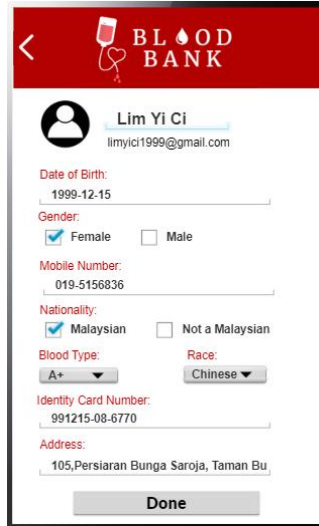 BLOOD
BANK
Lim Yi Ci
limyici1999@gmail.com
Date of Birth:
1999-12-15
Gender:
Female Male
Mobile Number:
019-5156836
Nationality:
Malaysian Not a Malaysian
Blood Type: Race:
A+ Chinese
Identity Card Number:
991215-08-6770
Address:
105,Persiaran Bunga Saroja, Taman Bu
Done